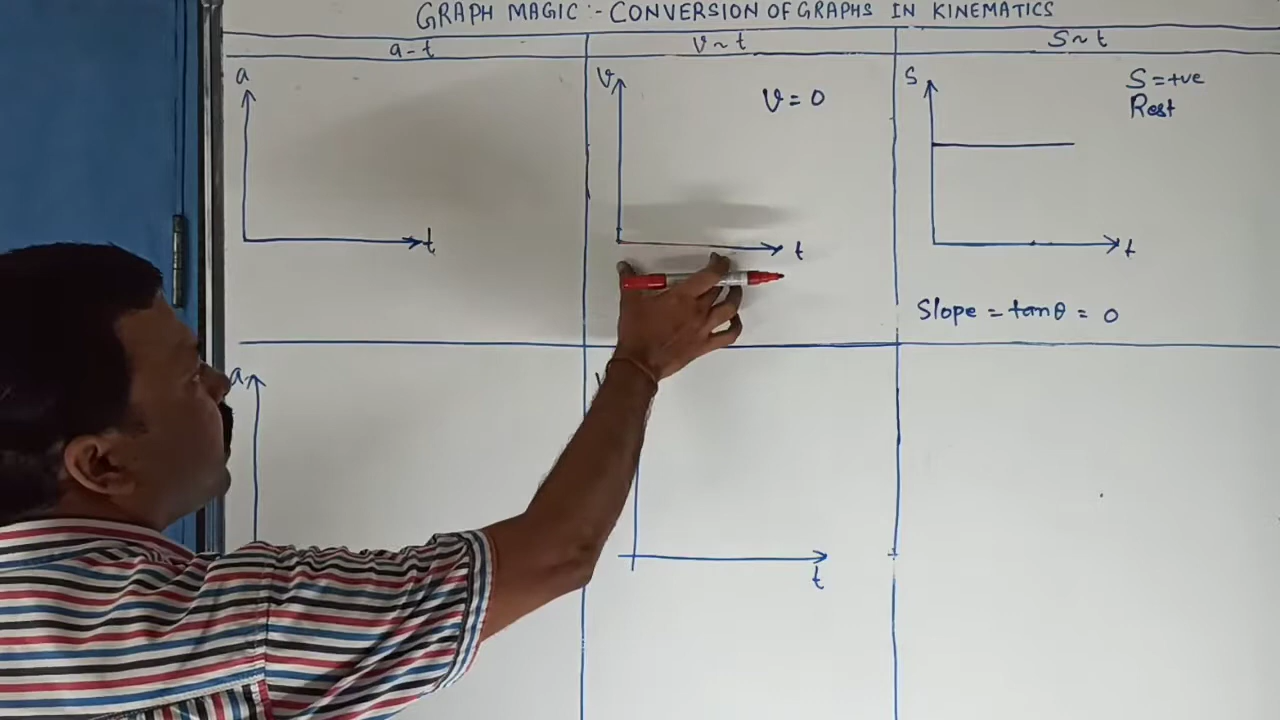 GRAPH MAGIC :- CONVERSION OF GRAPHS IN KINEMATICS
a - t
v ~ t
S ~ t
a
t
v
v = 0
t
S
S = +ve
Rest
t
Slope = tanθ = 0
a
t